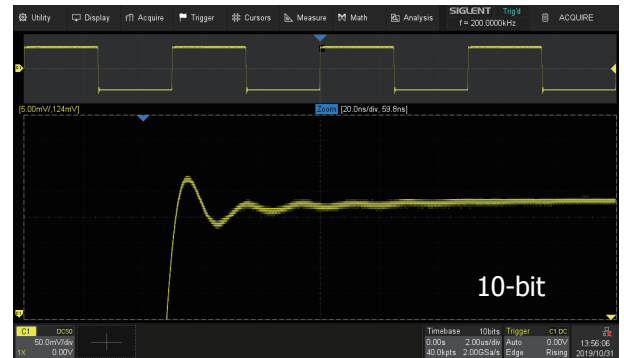 Utility Display Acquire Trigger Cursors Measure Math Analysis SIGLENT Trig'd ACQUIRE
f = 200.0000kHz
C1
[5.00mV/,124mV] Zoom [20.0ns/div, 59.8ns]
10-bit
C1
C1 DC50 Timebase 10bits Trigger C1 DC
50.0mV/div 0.00s 2.00us/div Auto 0.00V 13:56:06
1X 0.00V 40.0kpts 2.00GSa/s Edge Rising 2019/10/31